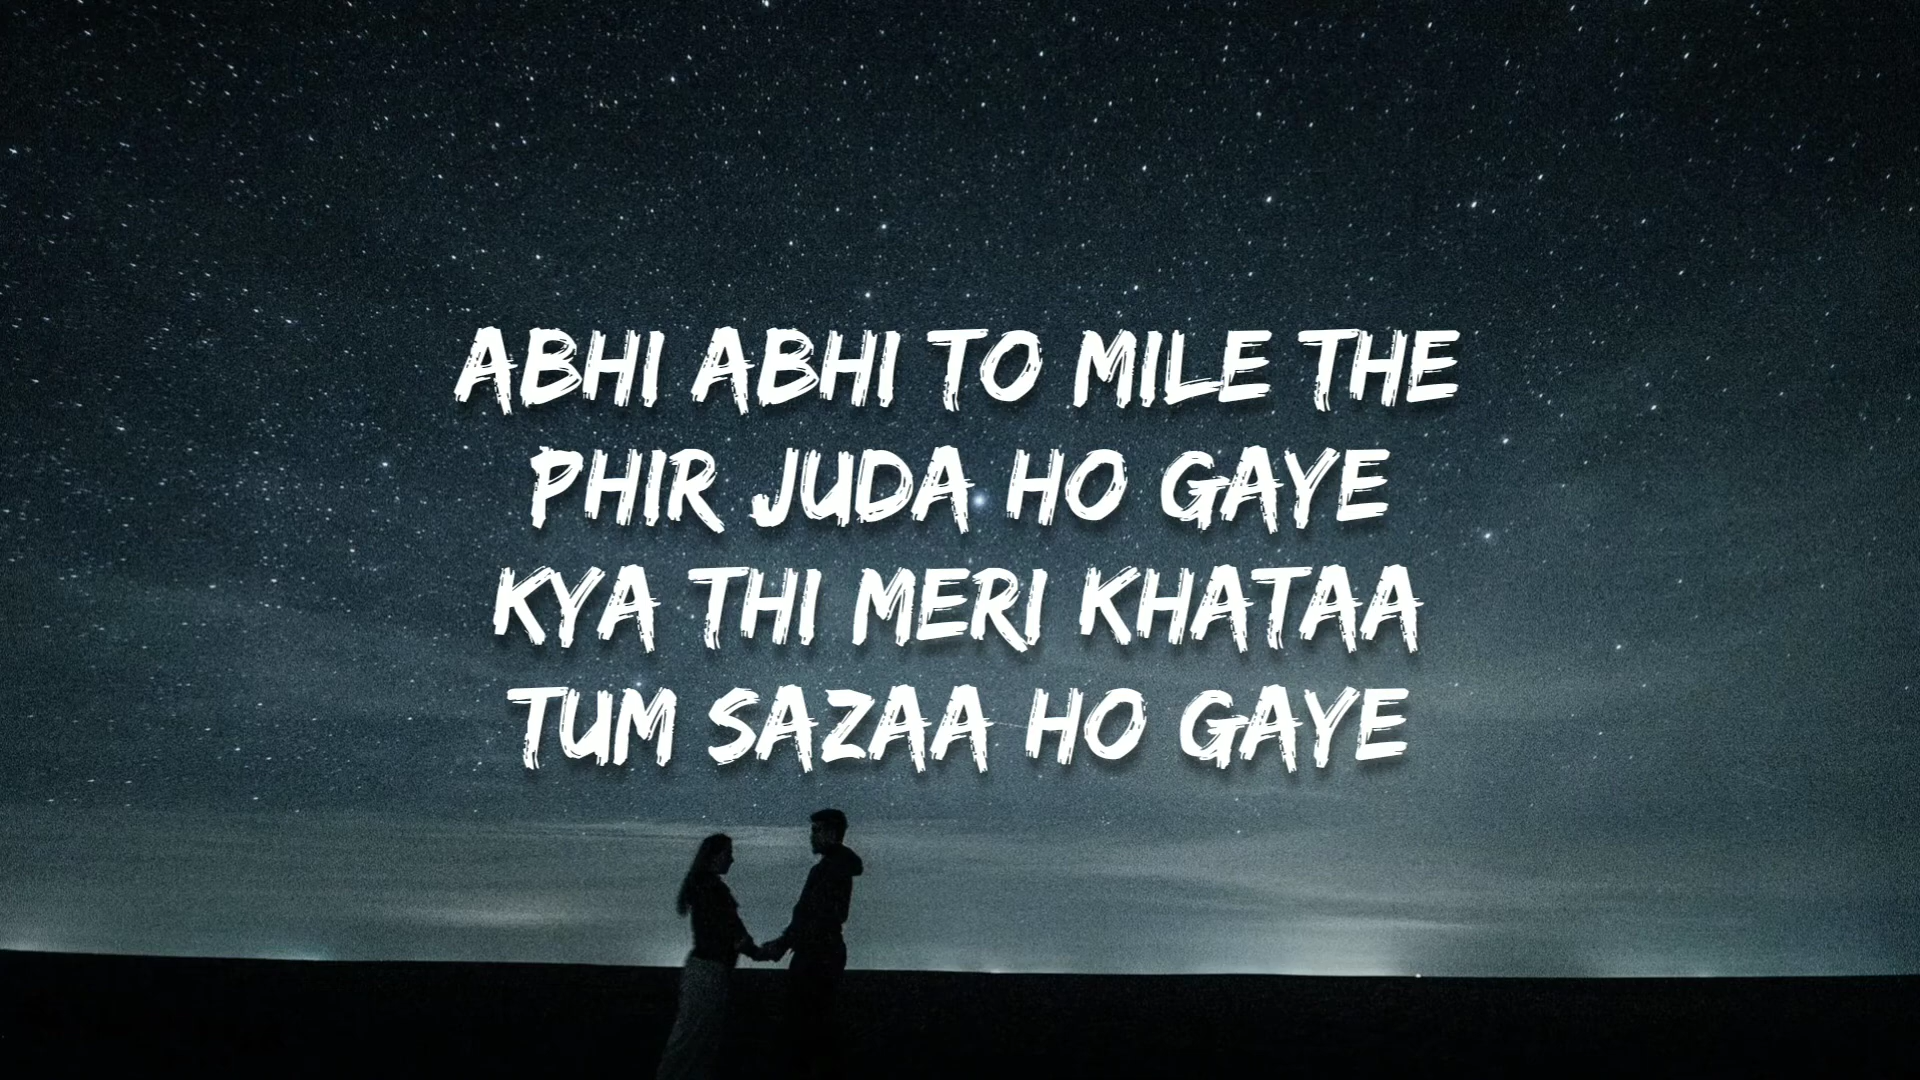 ABHI ABHI TO MILE THE
PHIR JUDA HO GAYE
KYA THI MERI KHATAA
TUM SAZAA HO GAYE